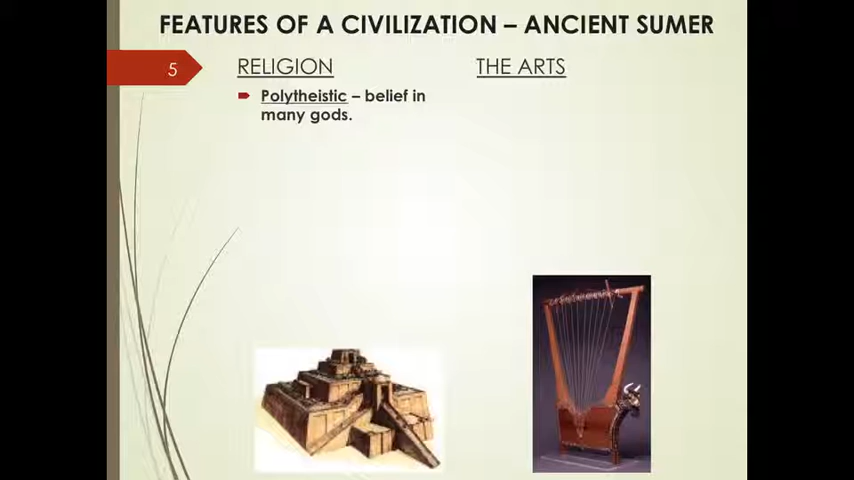 FEATURES OF A CIVILIZATION – ANCIENT SUMER
5
RELIGION
Polytheistic – belief in
many gods.
THE ARTS